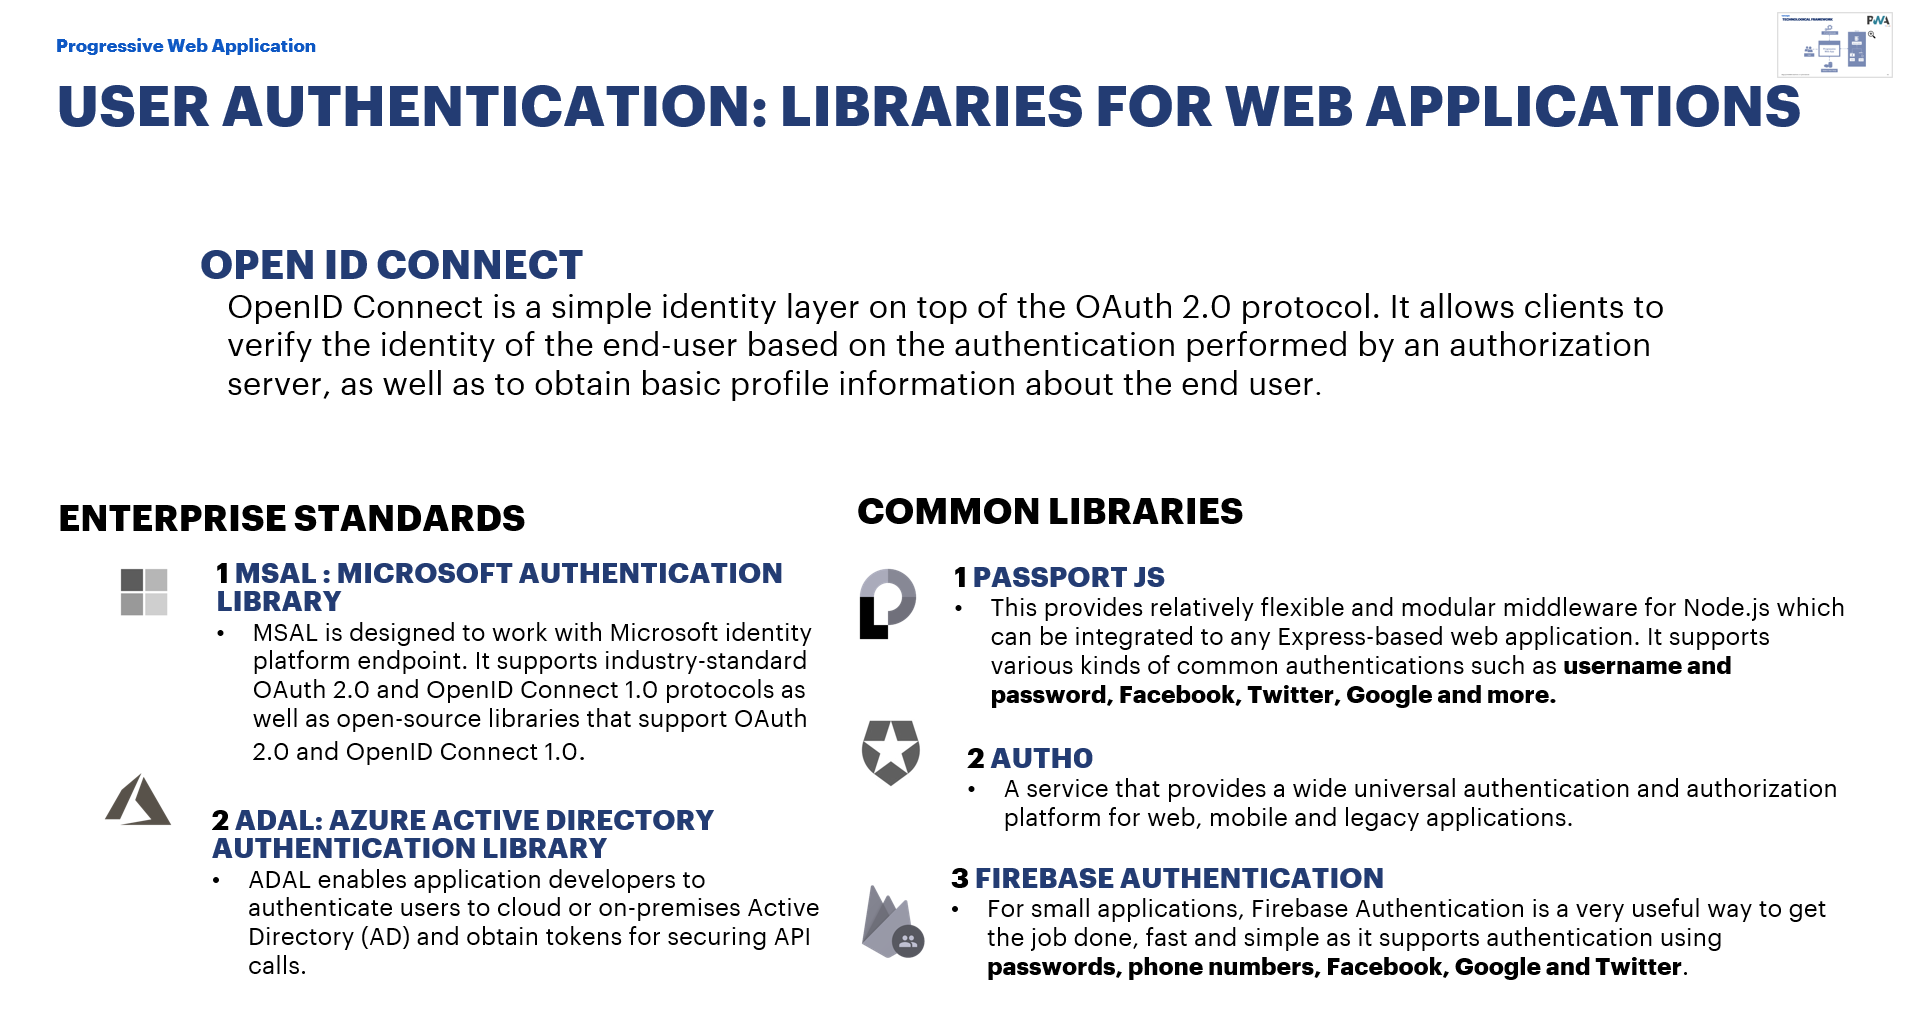 Progressive Web Application
PWA
TECHNOLOGICAL FRAMEWORK
USER AUTHENTICATION: LIBRARIES FOR WEB APPLICATIONS
OPEN ID CONNECT
OpenID Connect is a simple identity layer on top of the OAuth 2.0 protocol. It allows clients to
verify the identity of the end-user based on the authentication performed by an authorization
server, as well as to obtain basic profile information about the end user.
ENTERPRISE STANDARDS
1 MSAL : MICROSOFT AUTHENTICATION
LIBRARY
• MSAL is designed to work with Microsoft identity
platform endpoint. It supports industry-standard
OAuth 2.0 and OpenID Connect 1.0 protocols as
well as open-source libraries that support OAuth
2.0 and OpenID Connect 1.0.
2 ADAL: AZURE ACTIVE DIRECTORY
AUTHENTICATION LIBRARY
• ADAL enables application developers to
authenticate users to cloud or on-premises Active
Directory (AD) and obtain tokens for securing API
calls.
COMMON LIBRARIES
1 PASSPORT JS
• This provides relatively flexible and modular middleware for Node.js which
can be integrated to any Express-based web application. It supports
various kinds of common authentications such as username and
password, Facebook, Twitter, Google and more.
2 AUTH0
• A service that provides a wide universal authentication and authorization
platform for web, mobile and legacy applications.
3 FIREBASE AUTHENTICATION
• For small applications, Firebase Authentication is a very useful way to get
the job done, fast and simple as it supports authentication using
passwords, phone numbers, Facebook, Google and Twitter.